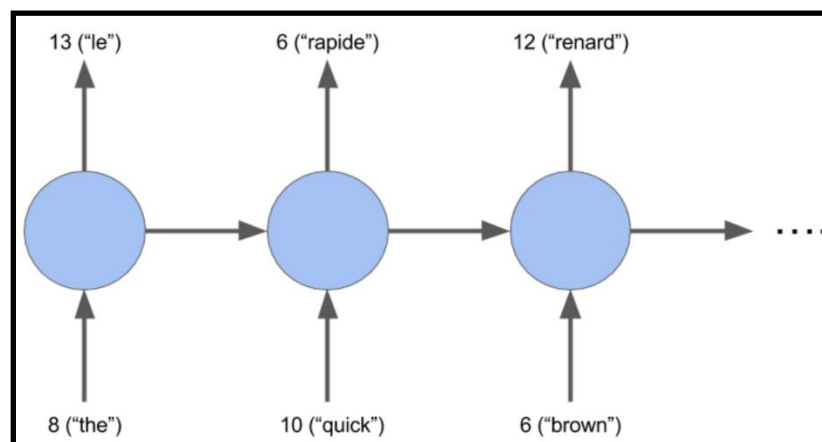 13 (“le”) 6 (“rapide”) 12 (“renard”)
....
8 (“the”) 10 (“quick”) 6 (“brown”)